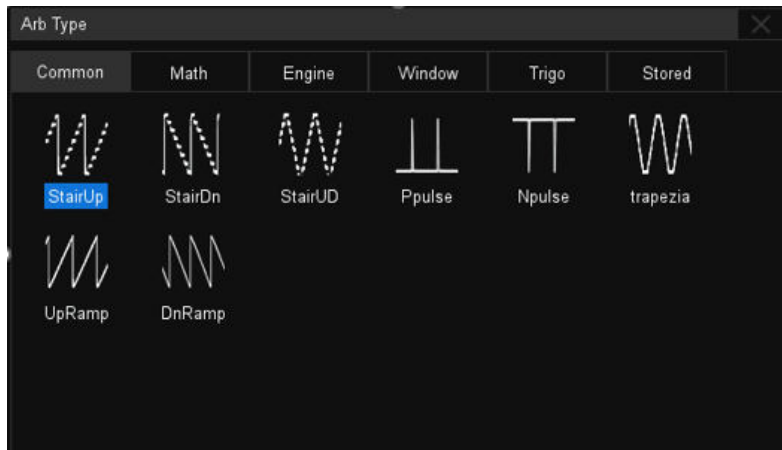 Arb Type
Common Math Engine Window Trigo Stored
StairUp StairDn StairUD Ppulse Npulse trapezia
UpRamp DnRamp